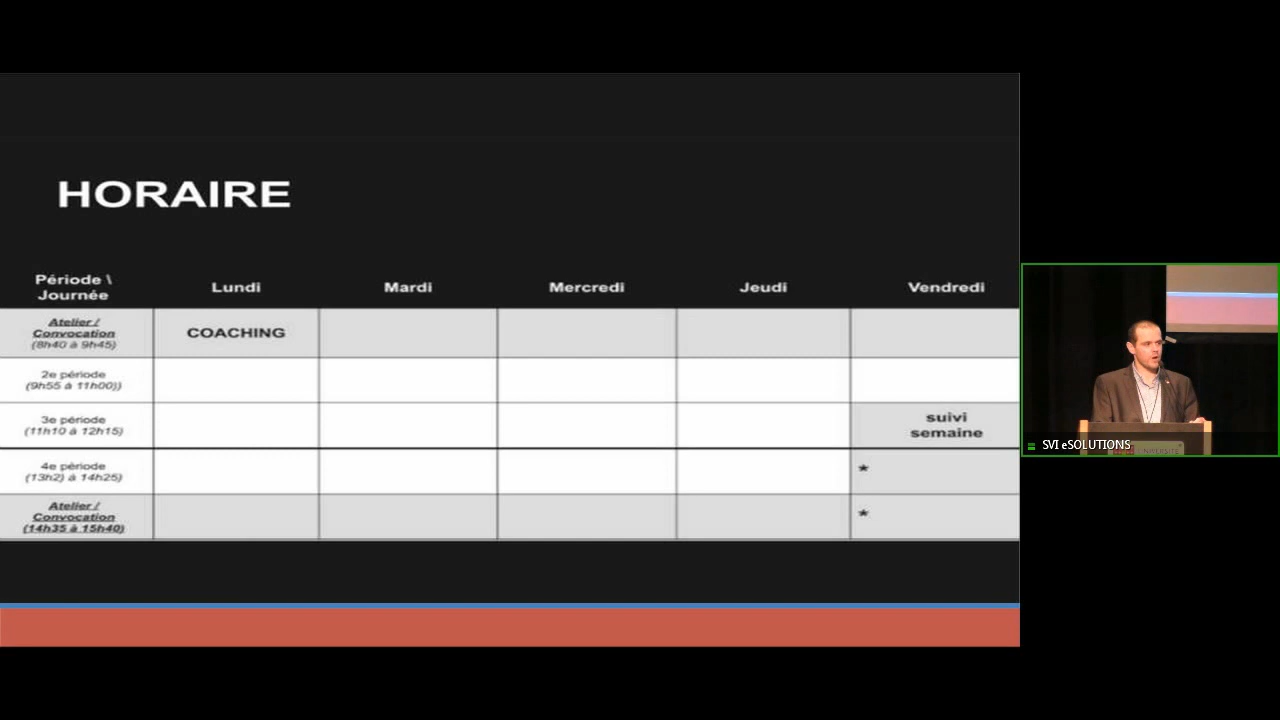 HORAIRE
Période \
Journée
Lundi
Mardi
Mercredi
Jeudi
Vendredi
Atelier /
Convocation
(8h40 à 9h45)
COACHING
2e période
(9h55 à 11h00))
3e période
(11h10 à 12h15)
suivi
semaine
4e période
(13h2) à 14h25)
*
Atelier /
Convocation
(14h35 à 15h40)
*
SVI eSOLUTIONS